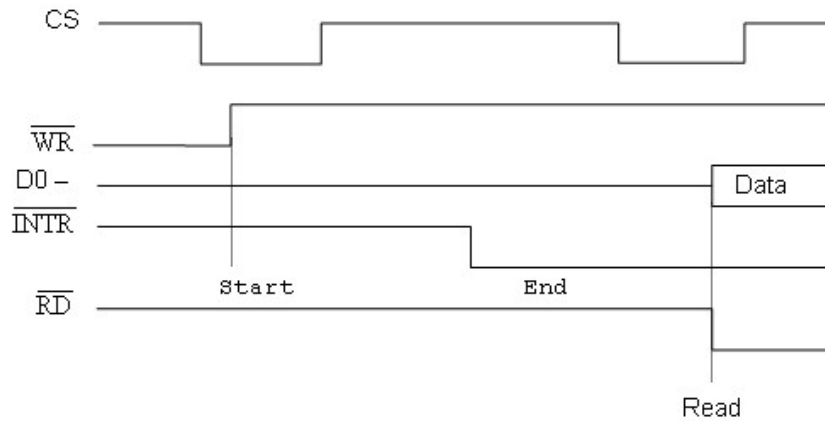 CS
WR
D0 –
Data
INTR
Start
End
RD
Read